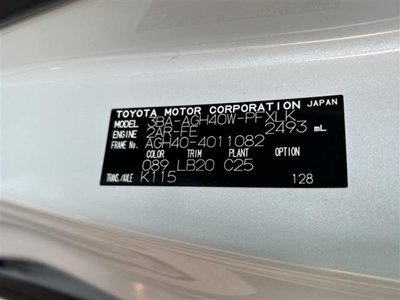 TOYOTA MOTOR CORPORATION JAPAN
MODEL 3BA-AGH40W-PFXLK
ENGINE 2AR-FE 2493 mL
FRAME No. AGH40-4011082
COLOR TRIM PLANT OPTION
089 LB20 C25
TRANS./AXLE K115 128